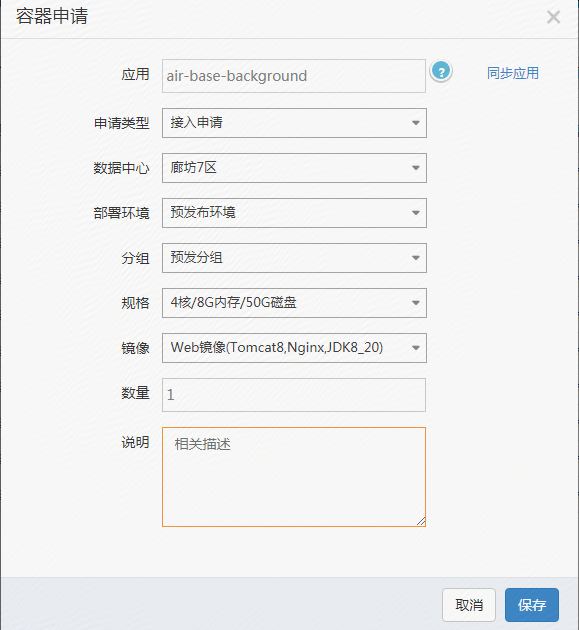 容器申请 ×
应用 air-base-background ? 同步应用
申请类型 接入申请
数据中心 廊坊7区
部署环境 预发布环境
分组 预发分组
规格 4核/8G内存/50G磁盘
镜像 Web镜像(Tomcat8,Nginx,JDK8_20)
数量 1
说明 相关描述
取消 保存